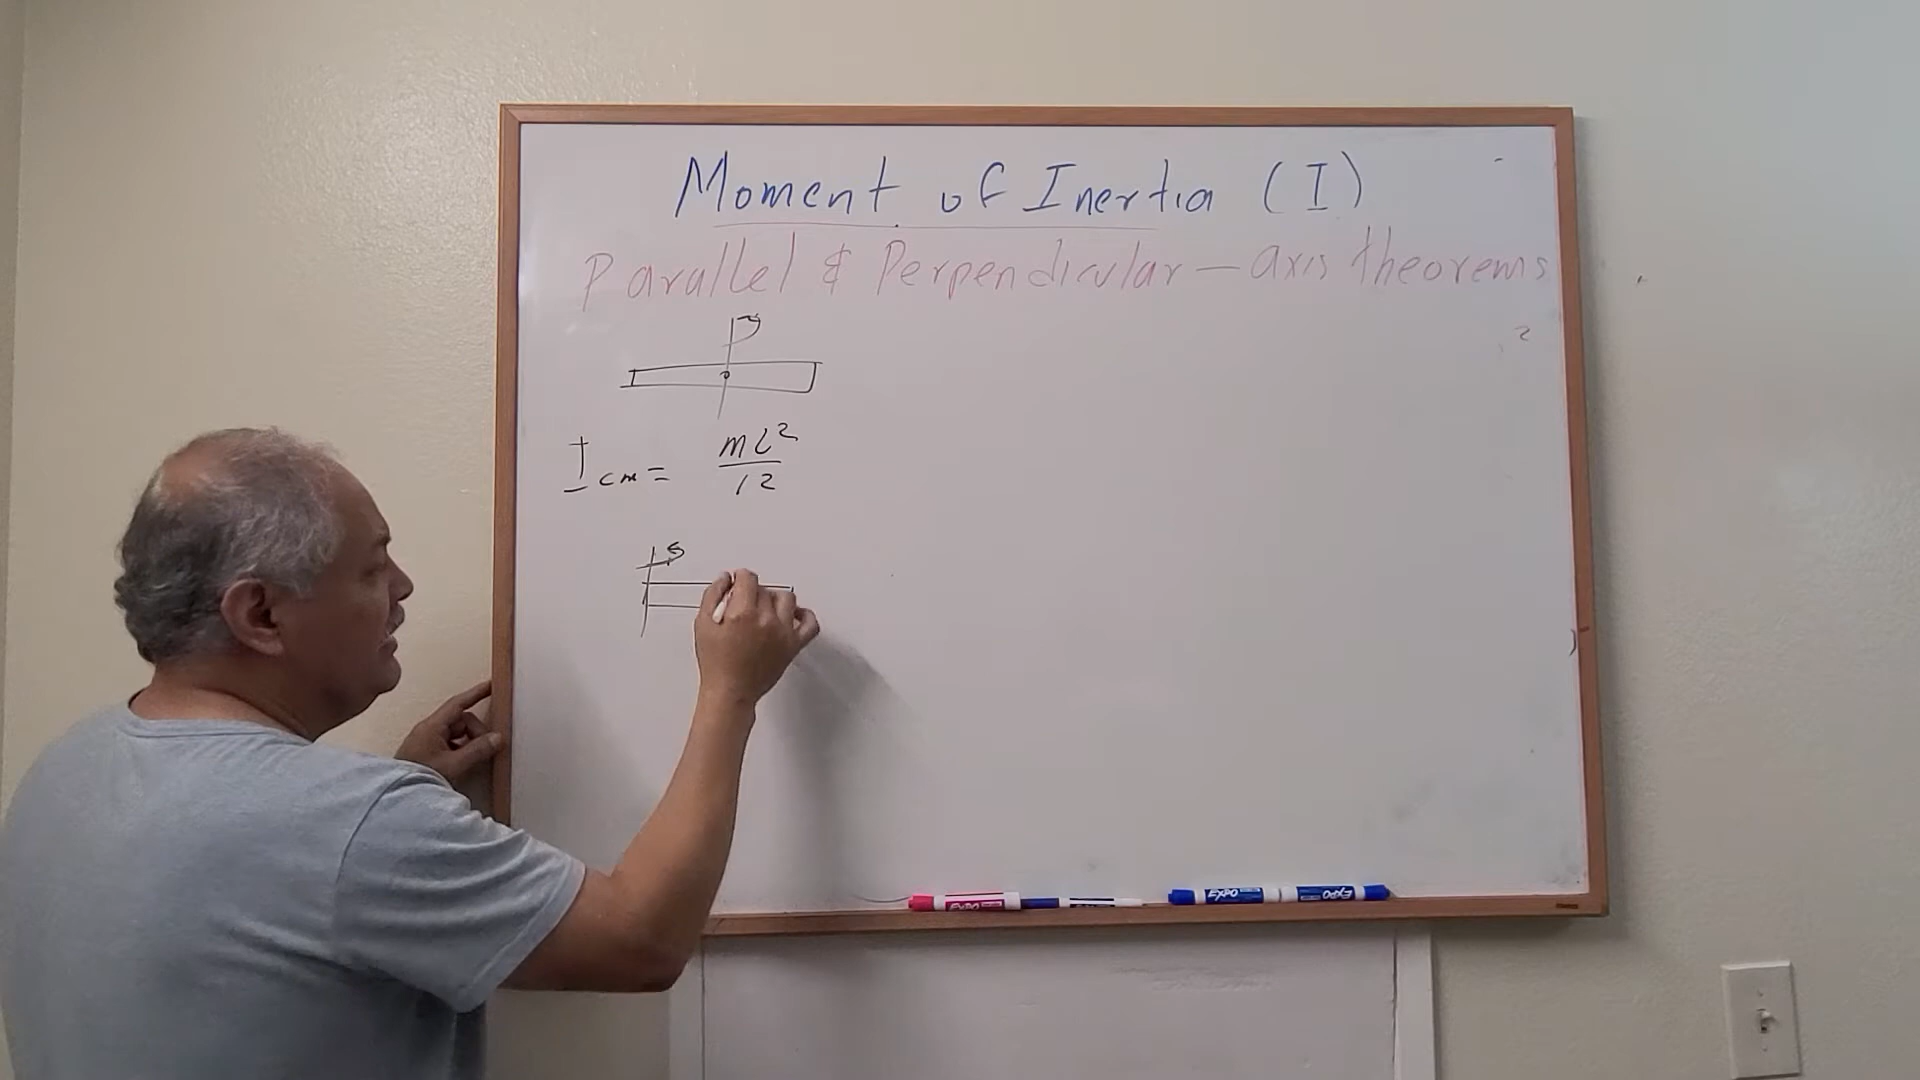 Moment of Inertia (I)
Parallel & Perpendicular-axis theorems
I cm = mL²/12
EXPO
EXPO
EXPO